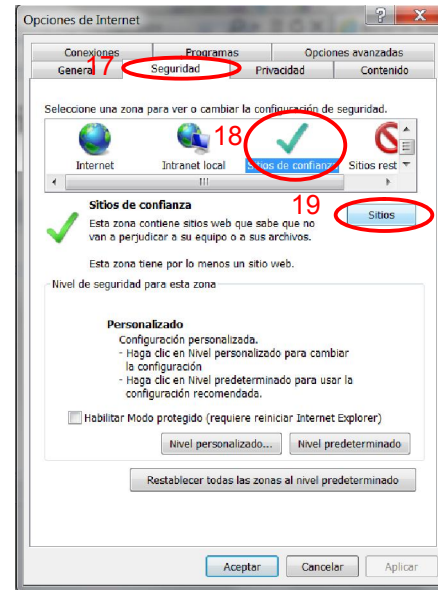 Opciones de Internet
Conexiones Programas Opciones avanzadas
General 17 Seguridad Privacidad Contenido
Seleccione una zona para ver o cambiar la configuración de seguridad.
18
Internet Intranet local Sitios de confianza Sitios rest
Sitios de confianza 19 Sitios
Esta zona contiene sitios web que sabe que no
van a perjudicar a su equipo o a sus archivos.
Esta zona tiene por lo menos un sitio web.
Nivel de seguridad para esta zona
Personalizado
Configuración personalizada.
- Haga clic en Nivel personalizado para cambiar
la configuración
- Haga clic en Nivel predeterminado para usar la
configuración recomendada.
Habilitar Modo protegido (requiere reiniciar Internet Explorer)
Nivel personalizado... Nivel predeterminado
Restablecer todas las zonas al nivel predeterminado
Aceptar Cancelar Aplicar